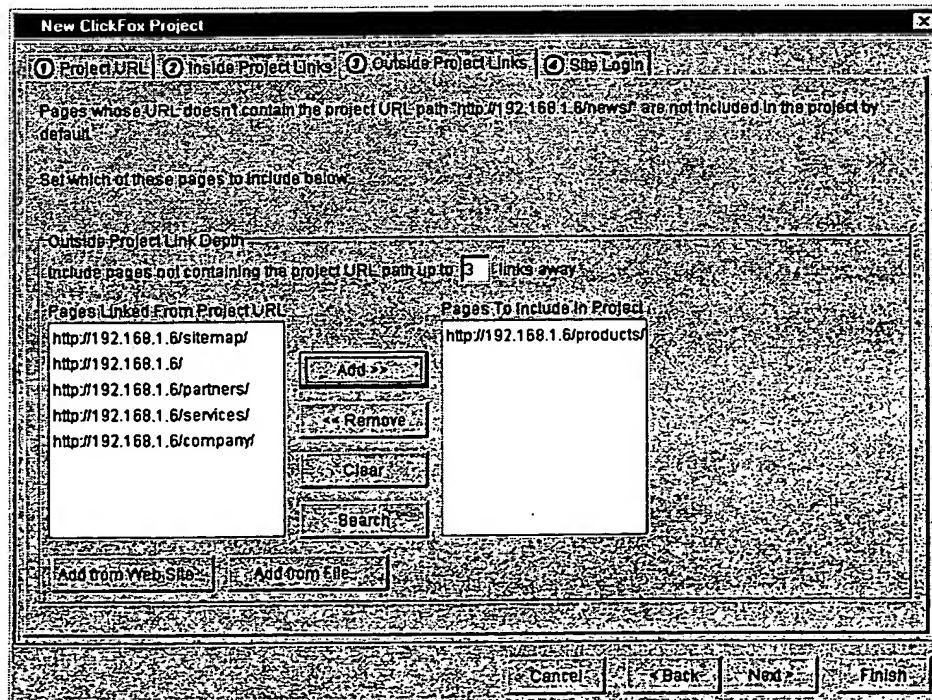 New ClickFox Project
① Project URL ② Inside Project Links ③ Outside Project Links ④ Site Login
Pages whose URL doesn't contain the project URL path "http://192.168.1.6/news/" are not included in the project by
default.
Set which of these pages to include below.
Outside Project Link Depth
Include pages not containing the project URL path up to 3 links away
Pages Linked From Project URL Pages To Include In Project
http://192.168.1.6/sitemap/ http://192.168.1.6/products/
http://192.168.1.6/
http://192.168.1.6/partners/
http://192.168.1.6/services/
http://192.168.1.6/company/
Add >>
<< Remove
Clear
Search
Add from Web Site... Add from File...
Cancel < Back Next > Finish